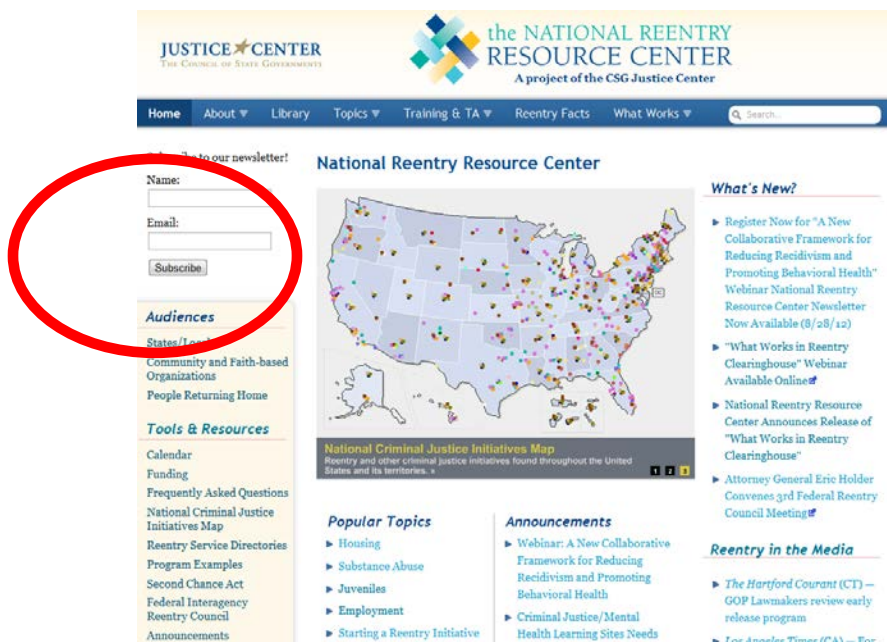 JUSTICE CENTER
THE COUNCIL OF STATE GOVERNMENTS
the NATIONAL REENTRY
RESOURCE CENTER
A project of the CSG Justice Center
Home About Library Topics Training & TA Reentry Facts What Works Search...
to our newsletter!
Name:
Email:
Subscribe
Audiences
States/
Community and Faith-based
Organizations
People Returning Home
Tools & Resources
Calendar
Funding
Frequently Asked Questions
National Criminal Justice
Initiatives Map
Reentry Service Directories
Program Examples
Second Chance Act
Federal Interagency
Reentry Council
Announcements
National Reentry Resource Center
DC
National Criminal Justice Initiatives Map
Reentry and other criminal justice initiatives found throughout the United
States and its territories. »
1 2 3
Popular Topics
Housing
Substance Abuse
Juveniles
Employment
Starting a Reentry Initiative
Announcements
Webinar: A New Collaborative
Framework for Reducing
Recidivism and Promoting
Behavioral Health
Criminal Justice/Mental
Health Learning Sites Needs
What's New?
Register Now for "A New
Collaborative Framework for
Reducing Recidivism and
Promoting Behavioral Health"
Webinar National Reentry
Resource Center Newsletter
Now Available (8/28/12)
"What Works in Reentry
Clearinghouse" Webinar
Available Online
National Reentry Resource
Center Announces Release of
"What Works in Reentry
Clearinghouse"
Attorney General Eric Holder
Convenes 3rd Federal Reentry
Council Meeting
Reentry in the Media
The Hartford Courant (CT) —
GOP Lawmakers review early
release program
Los Angeles Times (CA) — For